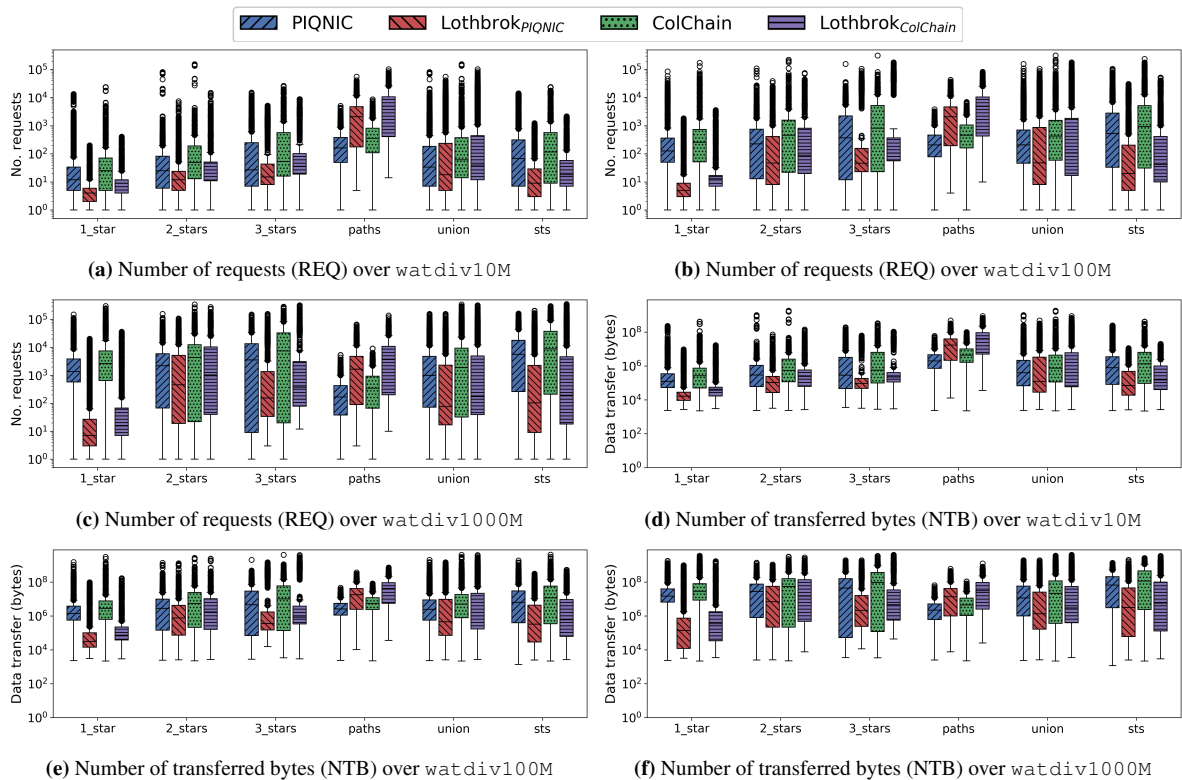 PIQNIC Lothbrok_PIQNIC ColChain Lothbrok_ColChain
No. requests
10^5
10^4
10^3
10^2
10^1
10^0
1_star 2_stars 3_stars paths union sts
(a) Number of requests (REQ) over watdiv10M
No. requests
10^5
10^4
10^3
10^2
10^1
10^0
1_star 2_stars 3_stars paths union sts
(b) Number of requests (REQ) over watdiv100M
No. requests
10^5
10^4
10^3
10^2
10^1
10^0
1_star 2_stars 3_stars paths union sts
(c) Number of requests (REQ) over watdiv1000M
Data transfer (bytes)
10^8
10^6
10^4
10^2
10^0
1_star 2_stars 3_stars paths union sts
(d) Number of transferred bytes (NTB) over watdiv10M
Data transfer (bytes)
10^8
10^6
10^4
10^2
10^0
1_star 2_stars 3_stars paths union sts
(e) Number of transferred bytes (NTB) over watdiv100M
Data transfer (bytes)
10^8
10^6
10^4
10^2
10^0
1_star 2_stars 3_stars paths union sts
(f) Number of transferred bytes (NTB) over watdiv1000M